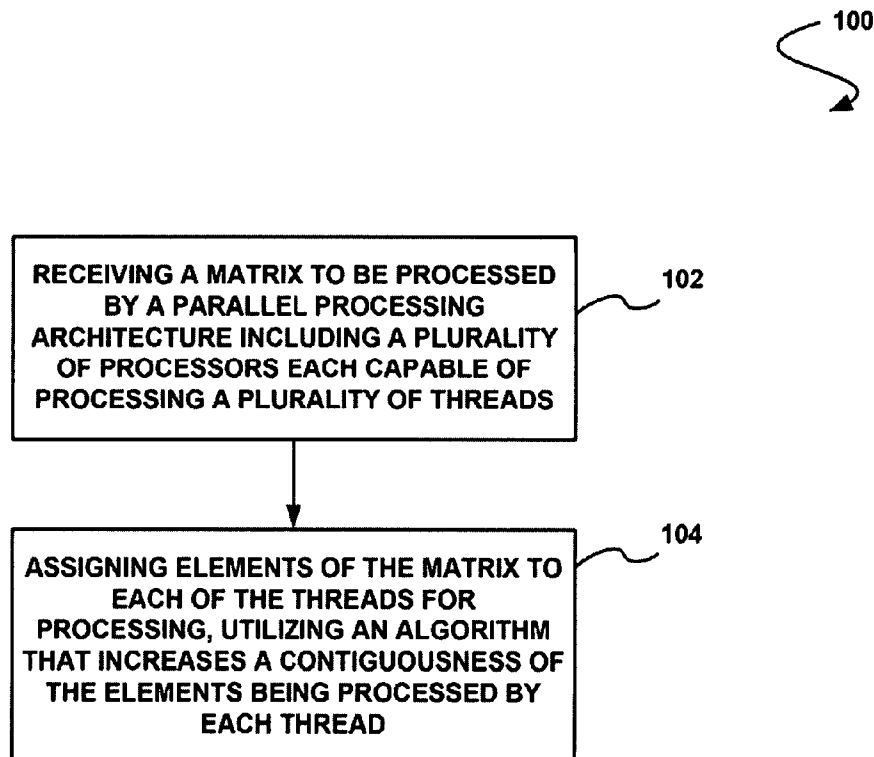 100
RECEIVING A MATRIX TO BE PROCESSED
BY A PARALLEL PROCESSING
ARCHITECTURE INCLUDING A PLURALITY
OF PROCESSORS EACH CAPABLE OF
PROCESSING A PLURALITY OF THREADS
102
ASSIGNING ELEMENTS OF THE MATRIX TO
EACH OF THE THREADS FOR
PROCESSING, UTILIZING AN ALGORITHM
THAT INCREASES A CONTIGUOUSNESS OF
THE ELEMENTS BEING PROCESSED BY
EACH THREAD
104